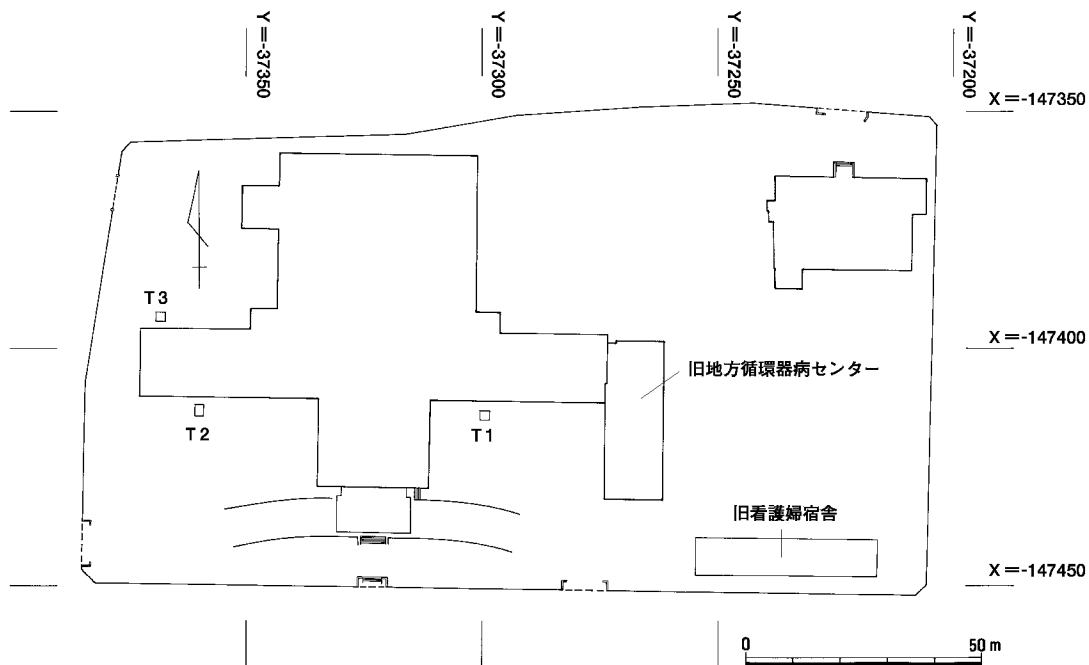 Y=-37350
Y=-37300
Y=-37250
Y=-37200
X=-147350
T3
X=-147400
旧地方循環器病センター
T2
T1
旧看護婦宿舎
X=-147450
0
50m